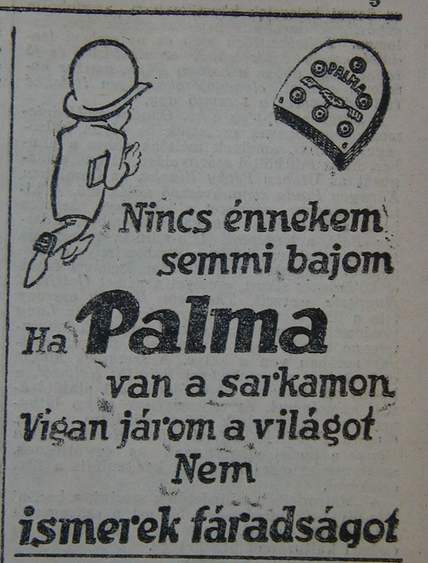 PALMA
Nincs énnekem
semmi bajom
Ha Palma
van a sarkamon
Vigan járom a világot
Nem
ismerek fáradságot